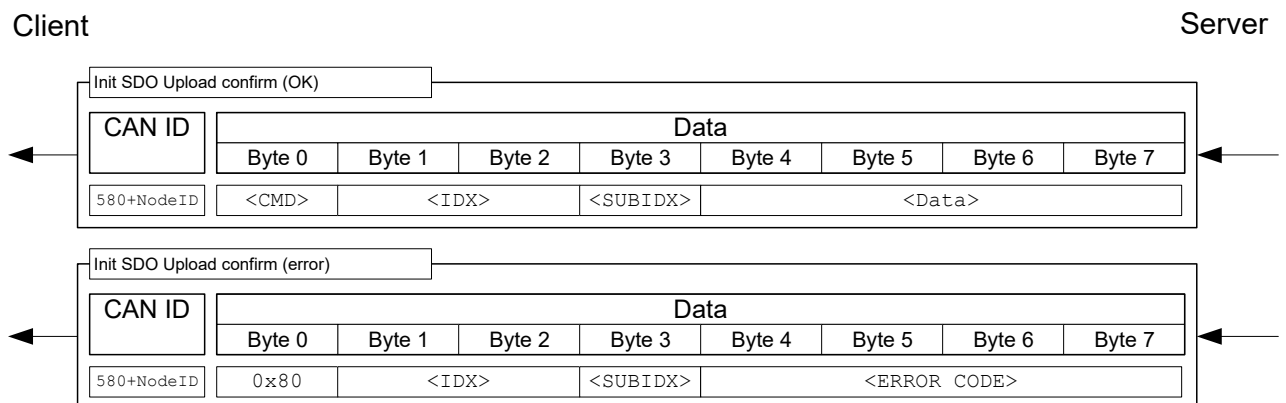 Client Server
Init SDO Upload confirm (OK)
CAN ID Data
Byte 0 Byte 1 Byte 2 Byte 3 Byte 4 Byte 5 Byte 6 Byte 7
580+NodeID <CMD> <IDX> <SUBIDX> <Data>
Init SDO Upload confirm (error)
CAN ID Data
Byte 0 Byte 1 Byte 2 Byte 3 Byte 4 Byte 5 Byte 6 Byte 7
580+NodeID 0x80 <IDX> <SUBIDX> <ERROR CODE>